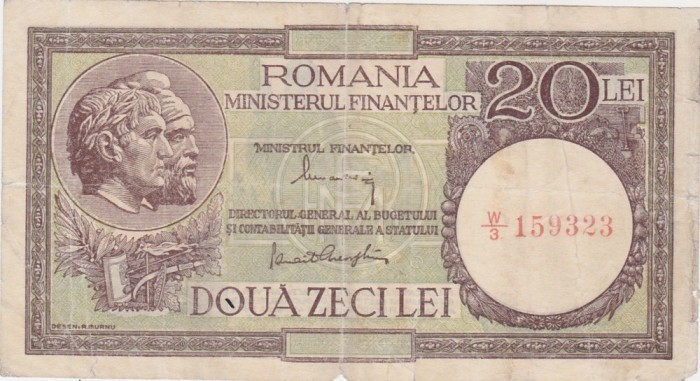 ROMANIA
MINISTERUL FINANȚELOR
20 LEI
MINISTRUL FINANȚELOR
DIRECTORUL GENERAL AL BUGETULUI
ȘI CONTABILITĂȚII GENERALE A STATULUI
W/3 159323
DOUĂ ZECI LEI
DESEN: A.MURNU